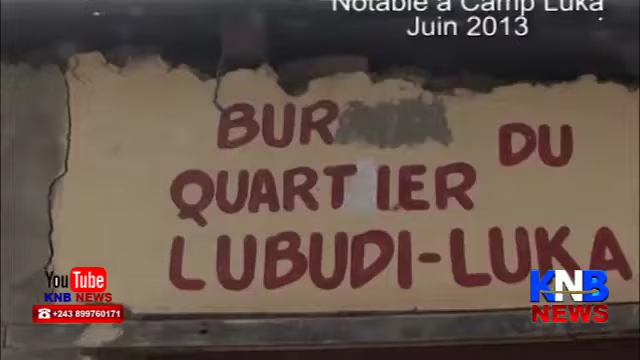 Notable à Camp Luka
Juin 2013
BUR DU
QUARTIER
LUBUDI-LUKA
YouTube
KNB NEWS
+243 899760171
KNB
NEWS